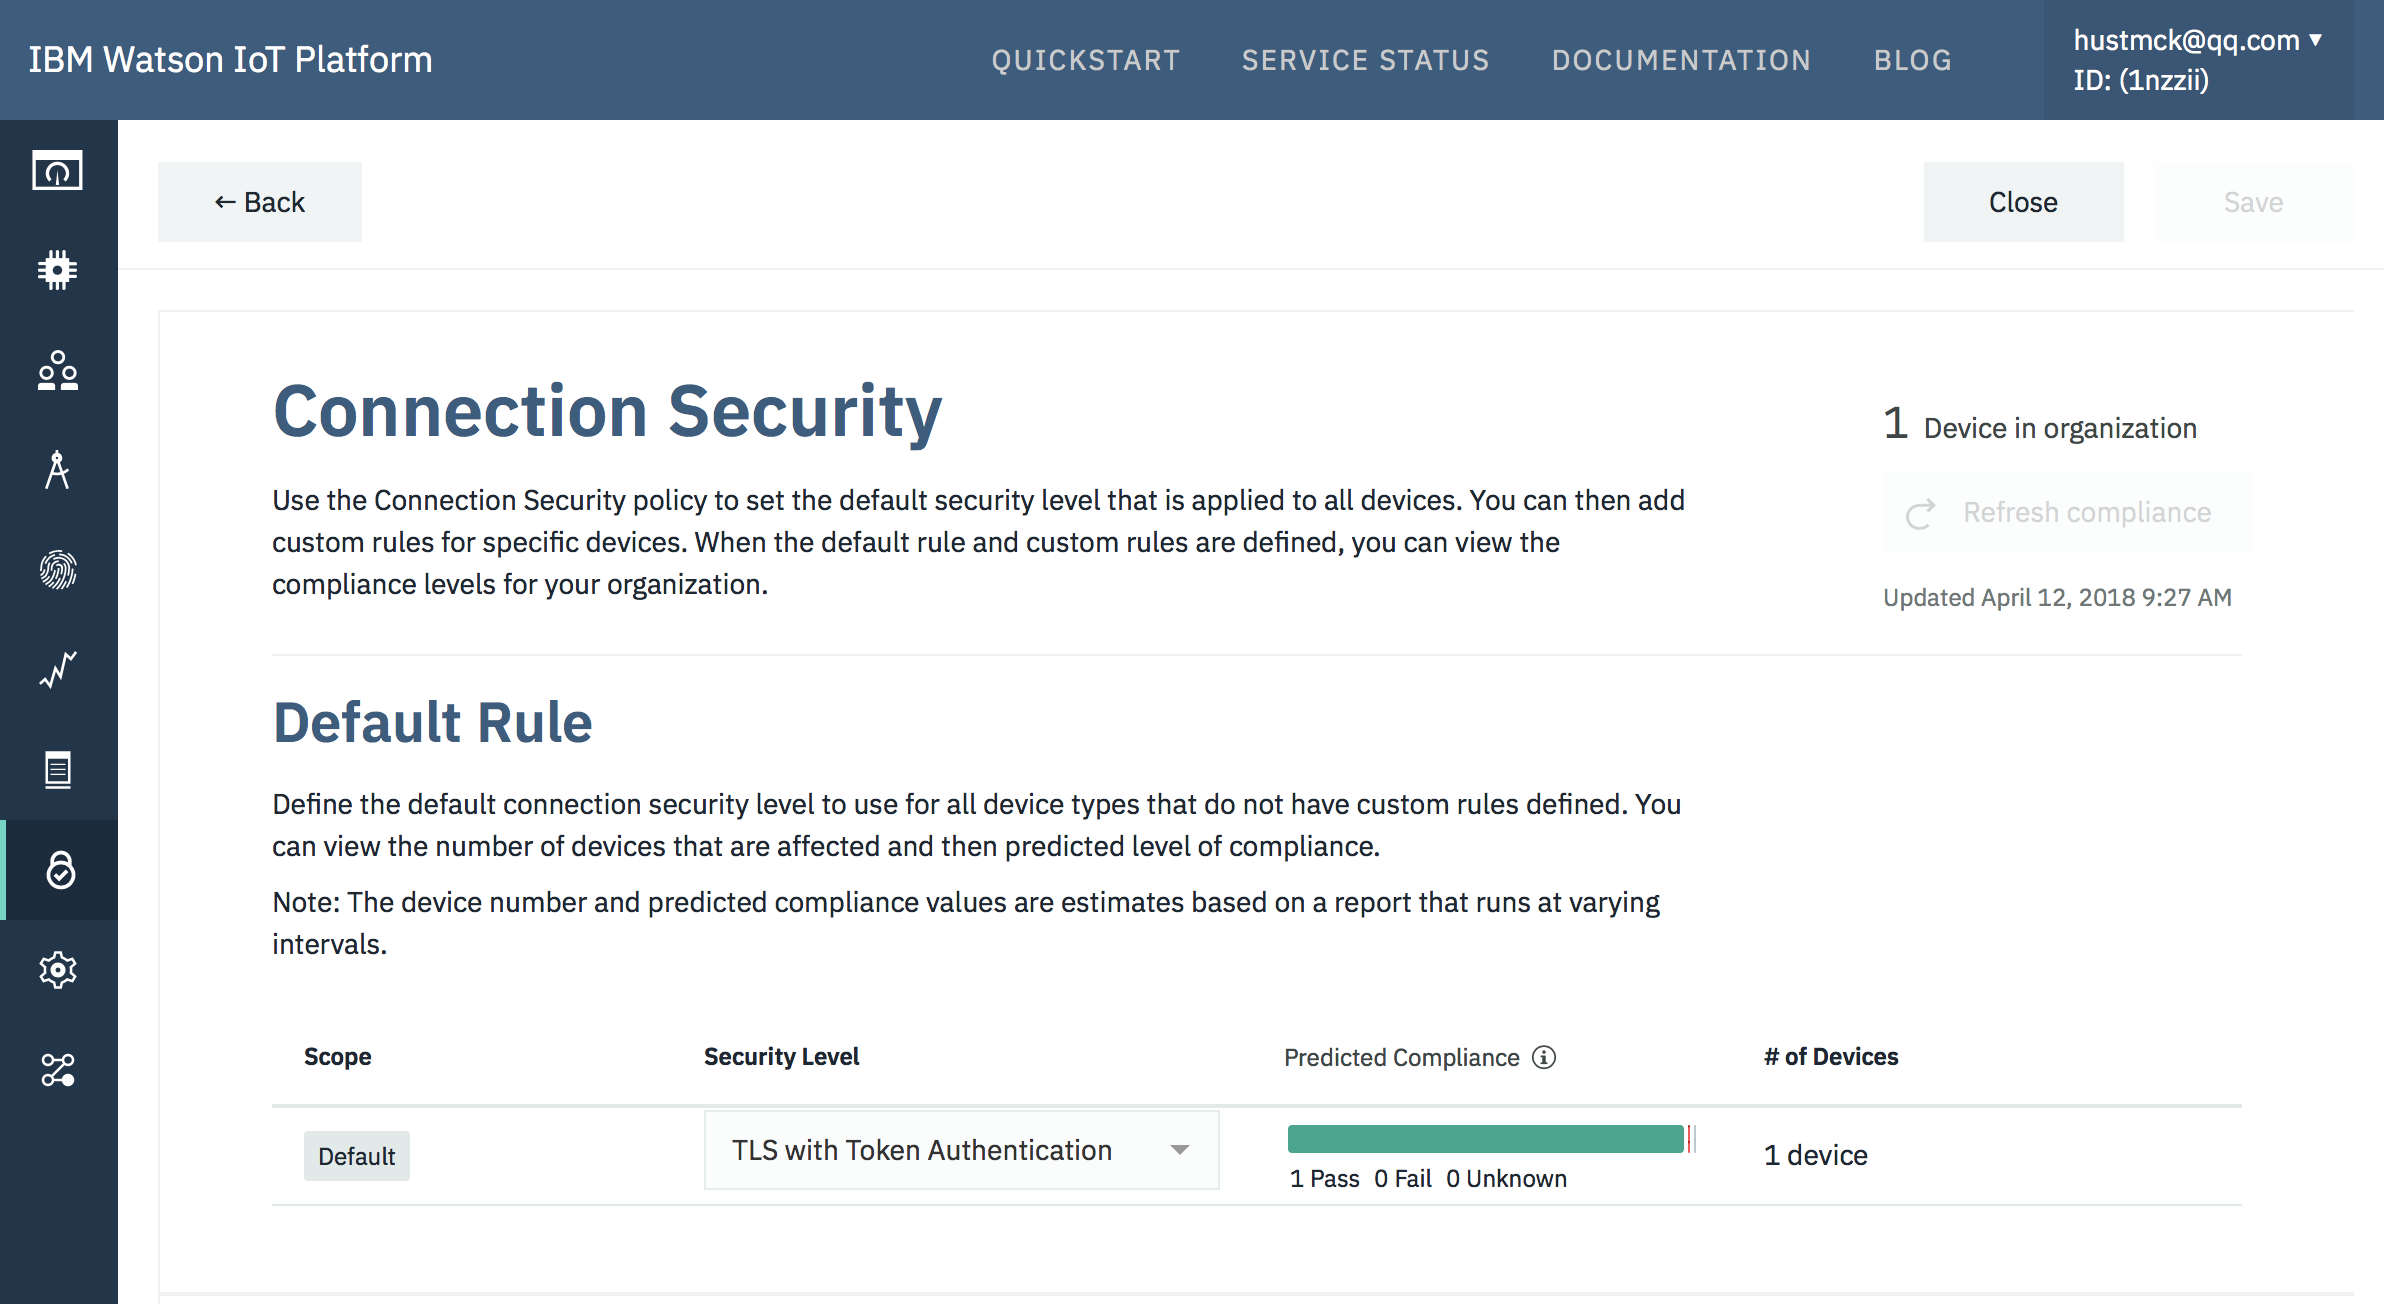 IBM Watson IoT Platform
QUICKSTART
SERVICE STATUS
DOCUMENTATION
BLOG
hustmck@qq.com ▼
ID: (1nzzii)
← Back
Close
Save
Connection Security
Use the Connection Security policy to set the default security level that is applied to all devices. You can then add
custom rules for specific devices. When the default rule and custom rules are defined, you can view the
compliance levels for your organization.
1 Device in organization
Refresh compliance
Updated April 12, 2018 9:27 AM
Default Rule
Define the default connection security level to use for all device types that do not have custom rules defined. You
can view the number of devices that are affected and then predicted level of compliance.
Note: The device number and predicted compliance values are estimates based on a report that runs at varying
intervals.
Scope
Security Level
Predicted Compliance
# of Devices
Default
TLS with Token Authentication
1 Pass 0 Fail 0 Unknown
1 device